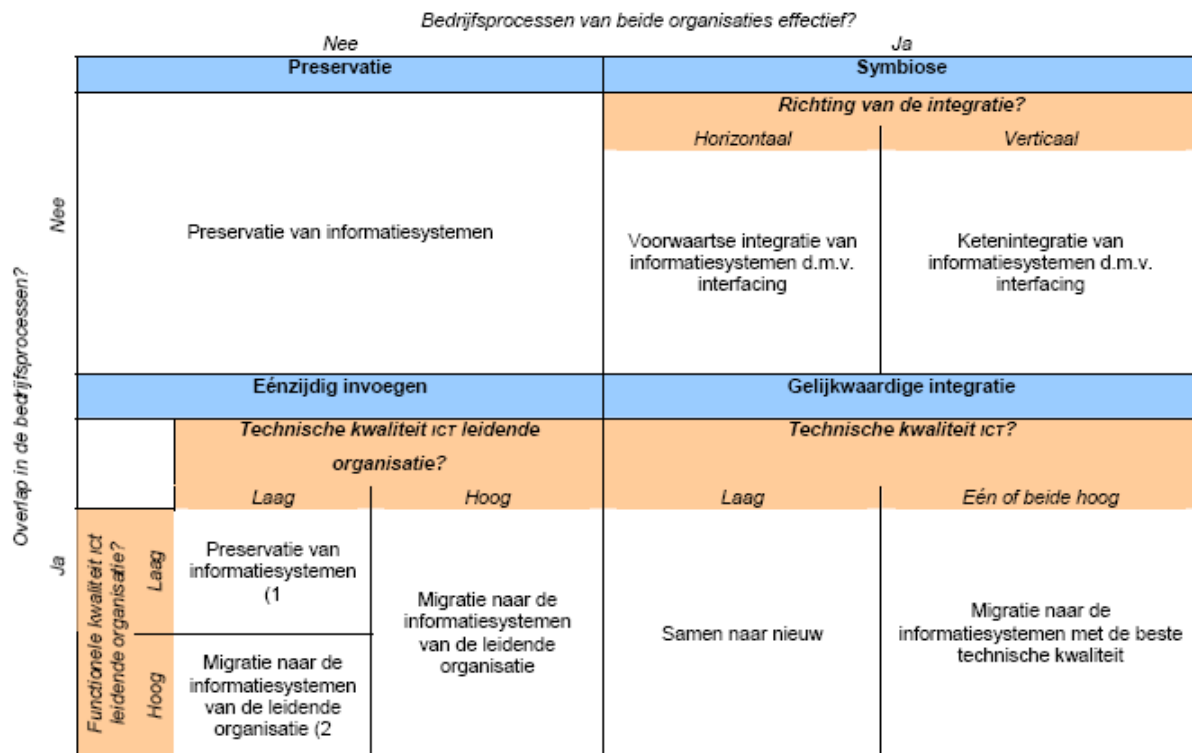 Bedrijfsprocessen van beide organisaties effectief?
Nee
Ja
Preservatie
Symbiose
Richting van de integratie?
Horizontaal
Verticaal
Overlap in de bedrijfsprocessen?
Nee
Preservatie van informatiesystemen
Voorwaartse integratie van
informatiesystemen d.m.v.
interfacing
Ketenintegratie van
informatiesystemen d.m.v.
interfacing
Eénzijdig invoegen
Gelijkwaardige integratie
Technische kwaliteit ICT leidende
organisatie?
Technische kwaliteit ICT?
Laag
Hoog
Laag
Eén of beide hoog
Ja
Functionele kwaliteit ict
leidende organisatie?
Laag
Preservatie van
informatiesystemen
(1
Hoog
Migratie naar de
informatiesystemen
van de leidende
organisatie (2
Migratie naar de
informatiesystemen
van de leidende
organisatie
Samen naar nieuw
Migratie naar de
informatiesystemen met de beste
technische kwaliteit